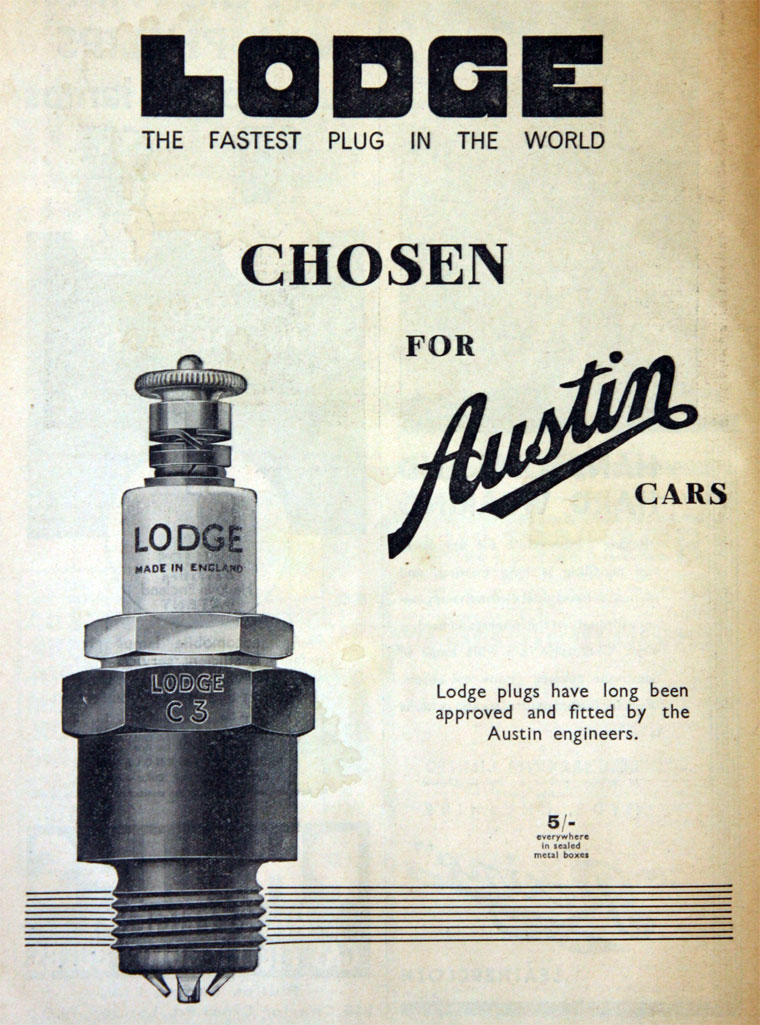 LODGE
THE FASTEST PLUG IN THE WORLD
CHOSEN
FOR
Austin
CARS
LODGE
MADE IN ENGLAND
LODGE
C3
Lodge plugs have long been
approved and fitted by the
Austin engineers.
5/-
everywhere
in sealed
metal boxes